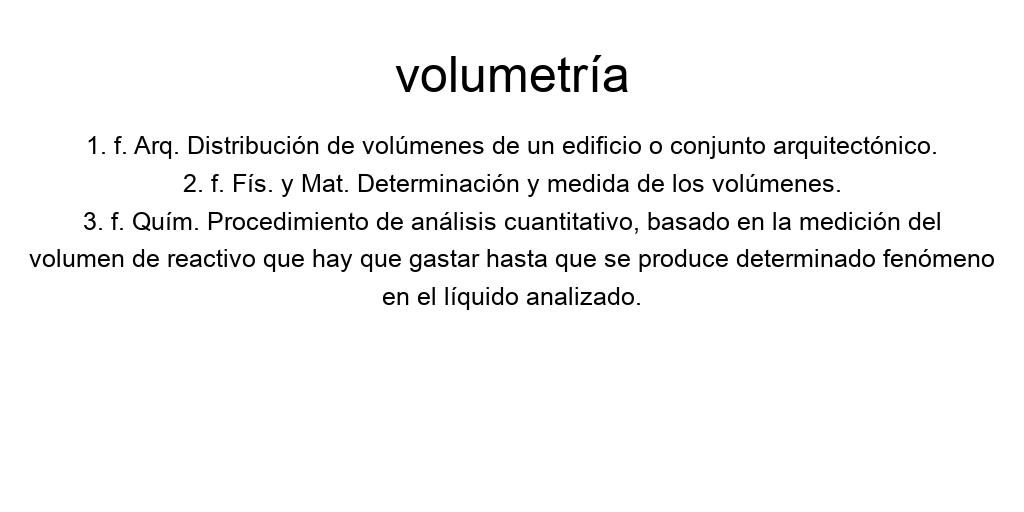 volumetría
1. f. Arq. Distribución de volúmenes de un edificio o conjunto arquitectónico.
2. f. Fís. y Mat. Determinación y medida de los volúmenes.
3. f. Quím. Procedimiento de análisis cuantitativo, basado en la medición del
volumen de reactivo que hay que gastar hasta que se produce determinado fenómeno
en el líquido analizado.